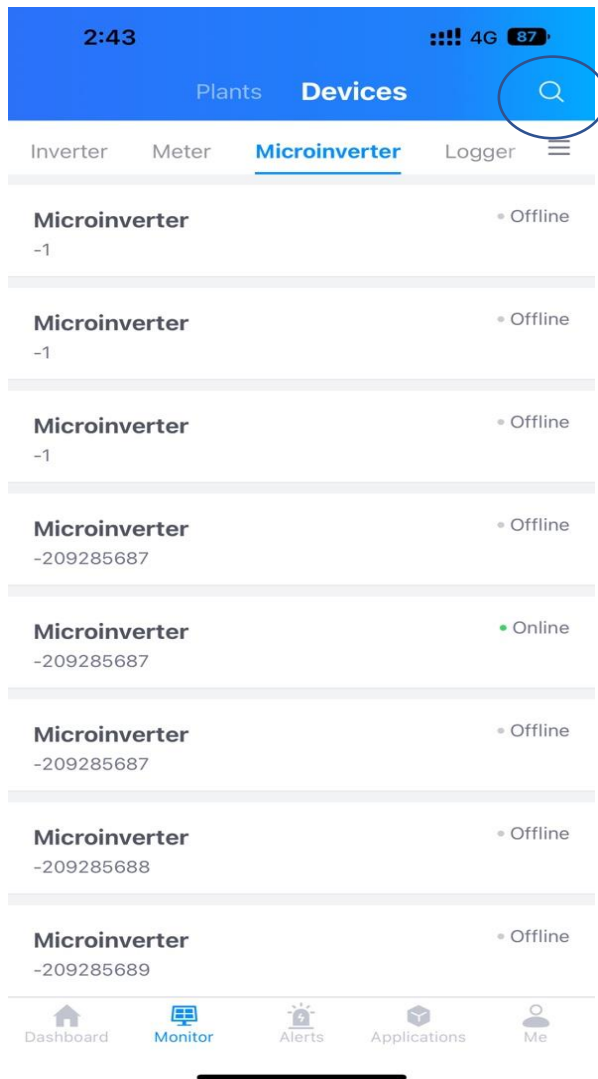 2:43 4G 87
Plants Devices
Inverter Meter Microinverter Logger
Microinverter Offline
-1
Microinverter Offline
-1
Microinverter Offline
-1
Microinverter Offline
-209285687
Microinverter Online
-209285687
Microinverter Offline
-209285687
Microinverter Offline
-209285688
Microinverter Offline
-209285689
Dashboard Monitor Alerts Applications Me